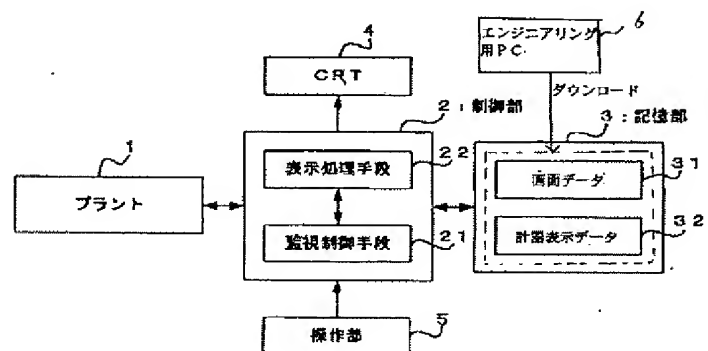 4
CRT
エンジニアリング
用PC
6
ダウンロード
2:制御部
3:記憶部
1
プラント
表示処理手段
22
監視制御手段
21
画面データ
31
計器表示データ
32
操作部
5